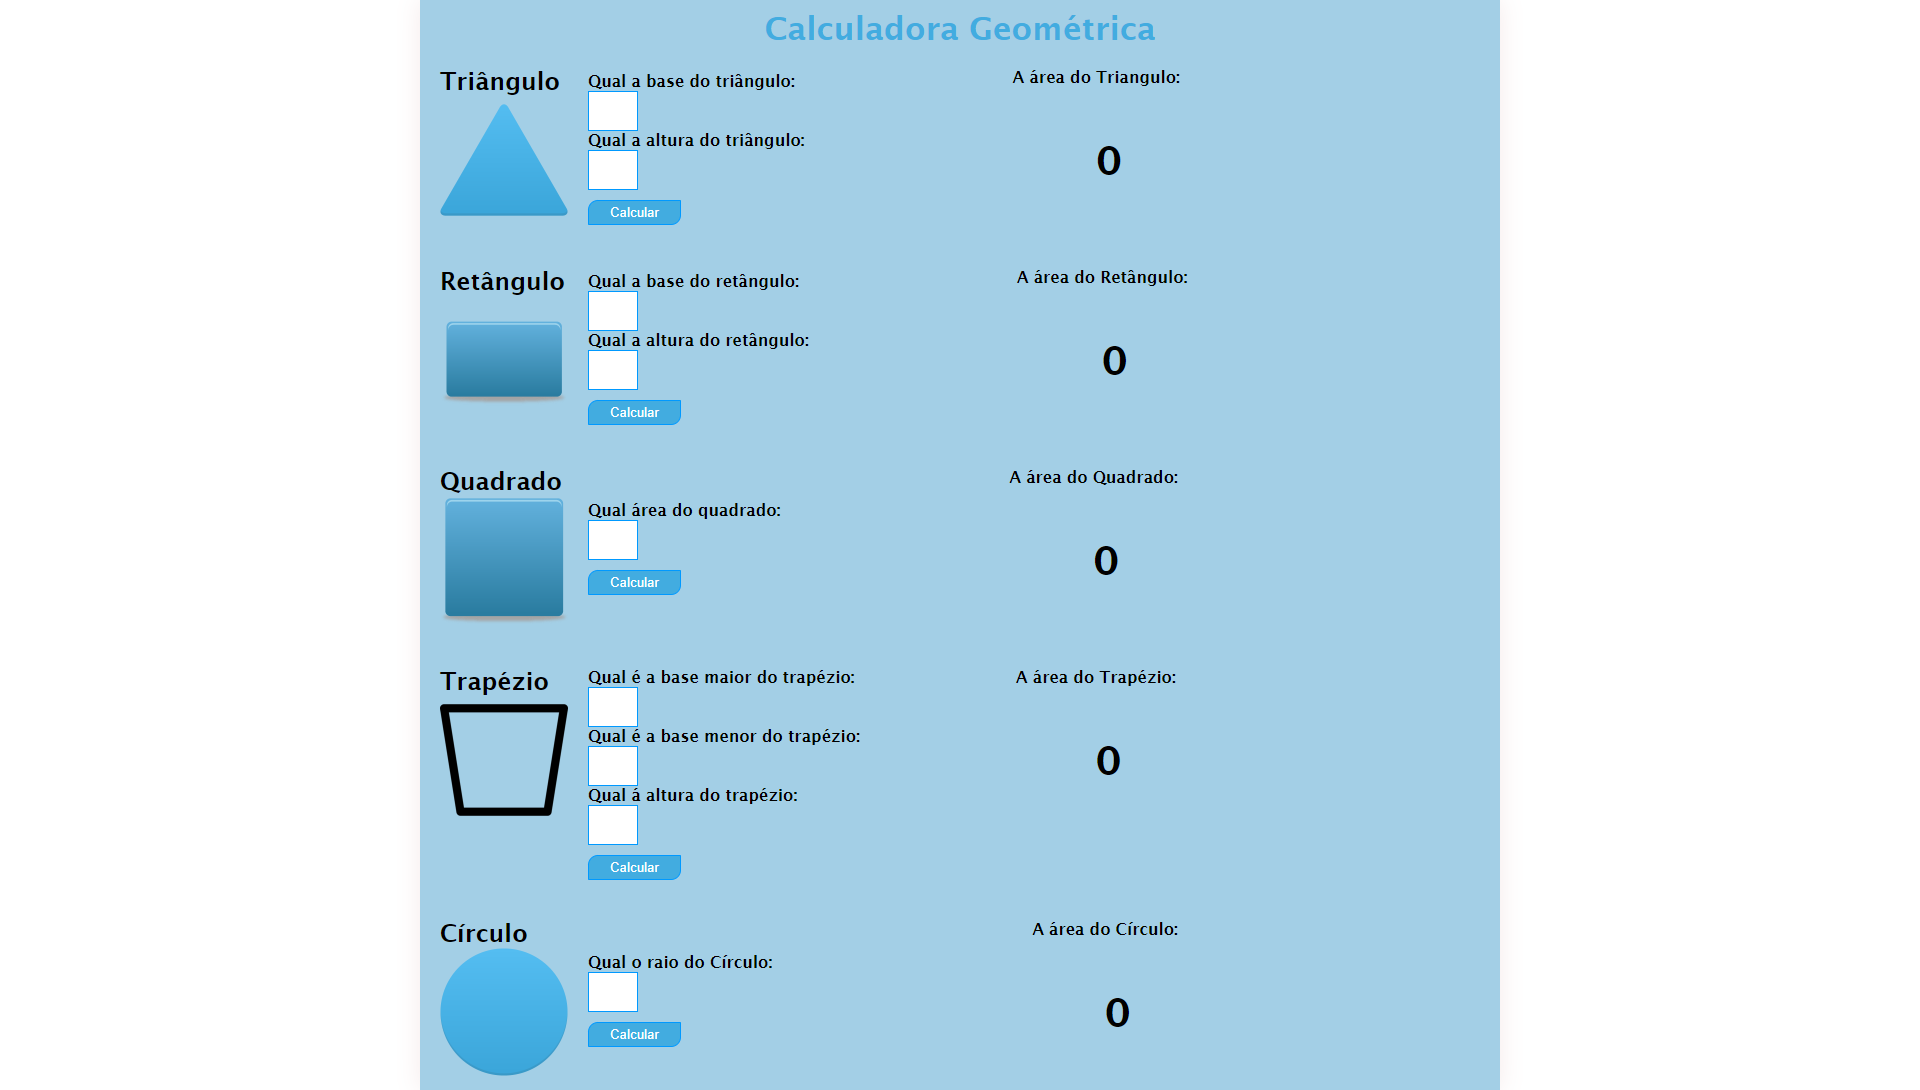 Calculadora Geométrica
Triângulo
Qual a base do triângulo:
Qual a altura do triângulo:
Calcular
A área do Triangulo:
0
Retângulo
Qual a base do retângulo:
Qual a altura do retângulo:
Calcular
A área do Retângulo:
0
Quadrado
Qual área do quadrado:
Calcular
A área do Quadrado:
0
Trapézio
Qual é a base maior do trapézio:
Qual é a base menor do trapézio:
Qual á altura do trapézio:
Calcular
A área do Trapézio:
0
Círculo
Qual o raio do Círculo:
Calcular
A área do Círculo:
0